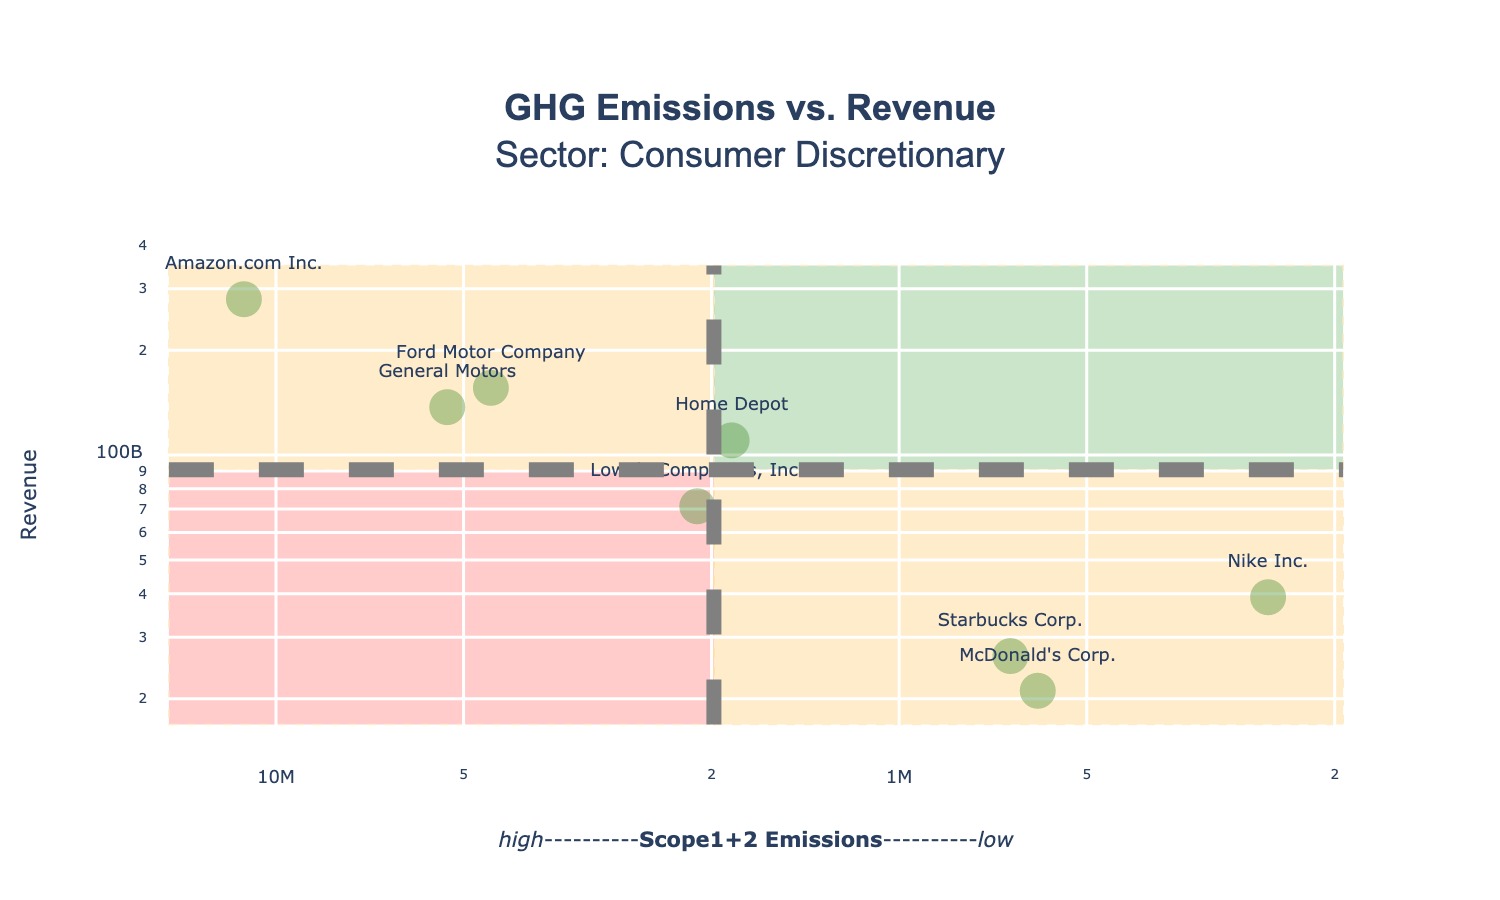 GHG Emissions vs. Revenue
Sector: Consumer Discretionary
4
Amazon.com Inc.
3
2
Ford Motor Company
General Motors
Home Depot
100B
9
Inc
8
7
6
5
Nike Inc.
4
Starbucks Corp.
3
McDonald's Corp.
2
Revenue
10M
5
2
1M
5
2
high----------Scope1+2 Emissions----------low